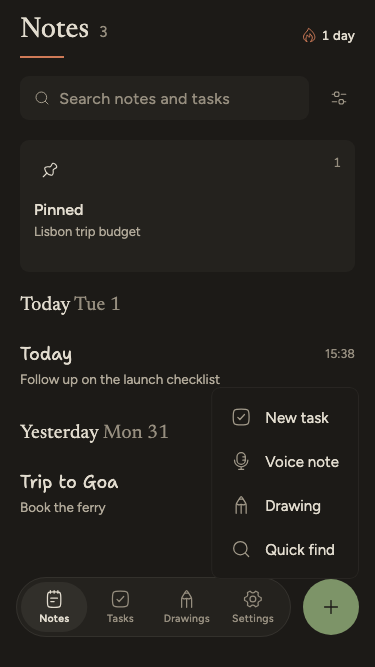 Notes 3
1 day
Search notes and tasks
1
Pinned
Lisbon trip budget
Today Tue 1
Today 15:38
Follow up on the launch checklist
Yesterday Mon 31
Trip to Goa
Book the ferry
New task
Voice note
Drawing
Quick find
Notes Tasks Drawings Settings